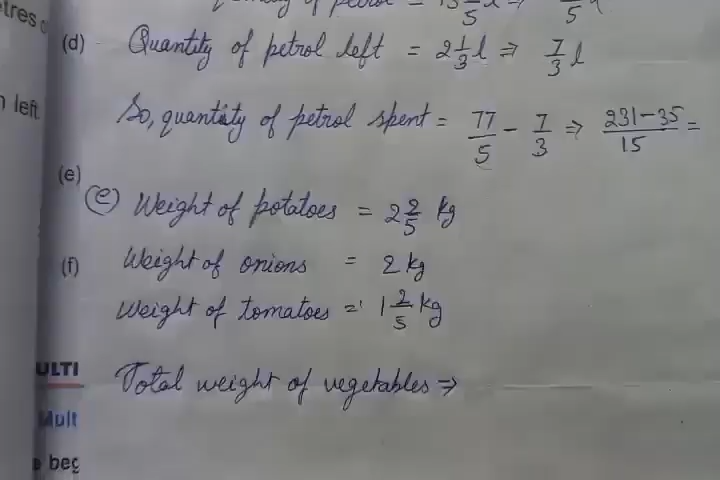 (d) Quantity of petrol left = 2 1/3 l ⇒ 7/3 l
left
So, quantity of petrol spent = 77/5 - 7/3 ⇒ 231-35/15 =
(e)
(e) Weight of potatoes = 2 2/5 kg
(f) Weight of onions = 2 kg
Weight of tomatoes = 1 2/5 kg
ULTI
Total weight of vegetables ⇒
Mult
beg